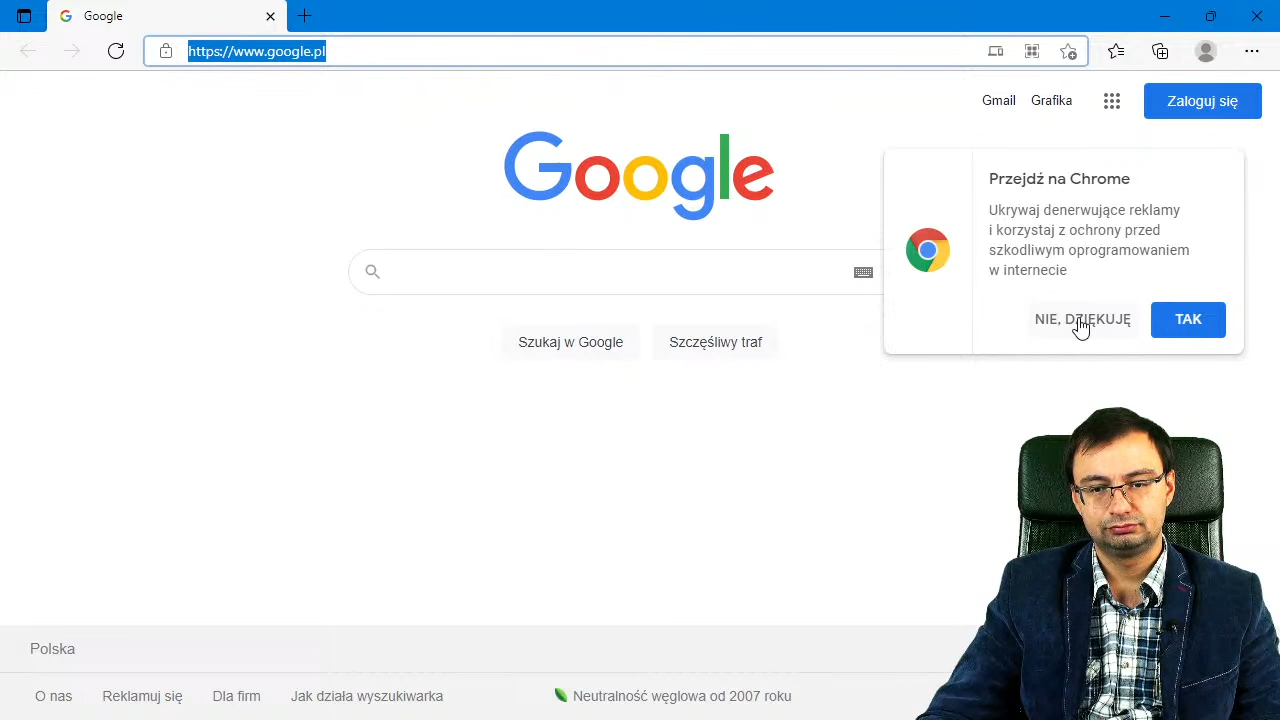 Google
https://www.google.pl
Gmail
Grafika
Zaloguj się
Google
Przejdź na Chrome
Ukrywaj denerwujące reklamy
i korzystaj z ochrony przed
szkodliwym oprogramowaniem
w internecie
NIE, DZIĘKUJĘ
TAK
Szukaj w Google
Szczęśliwy traf
Polska
O nas
Reklamuj się
Dla firm
Jak działa wyszukiwarka
Neutralność węglowa od 2007 roku